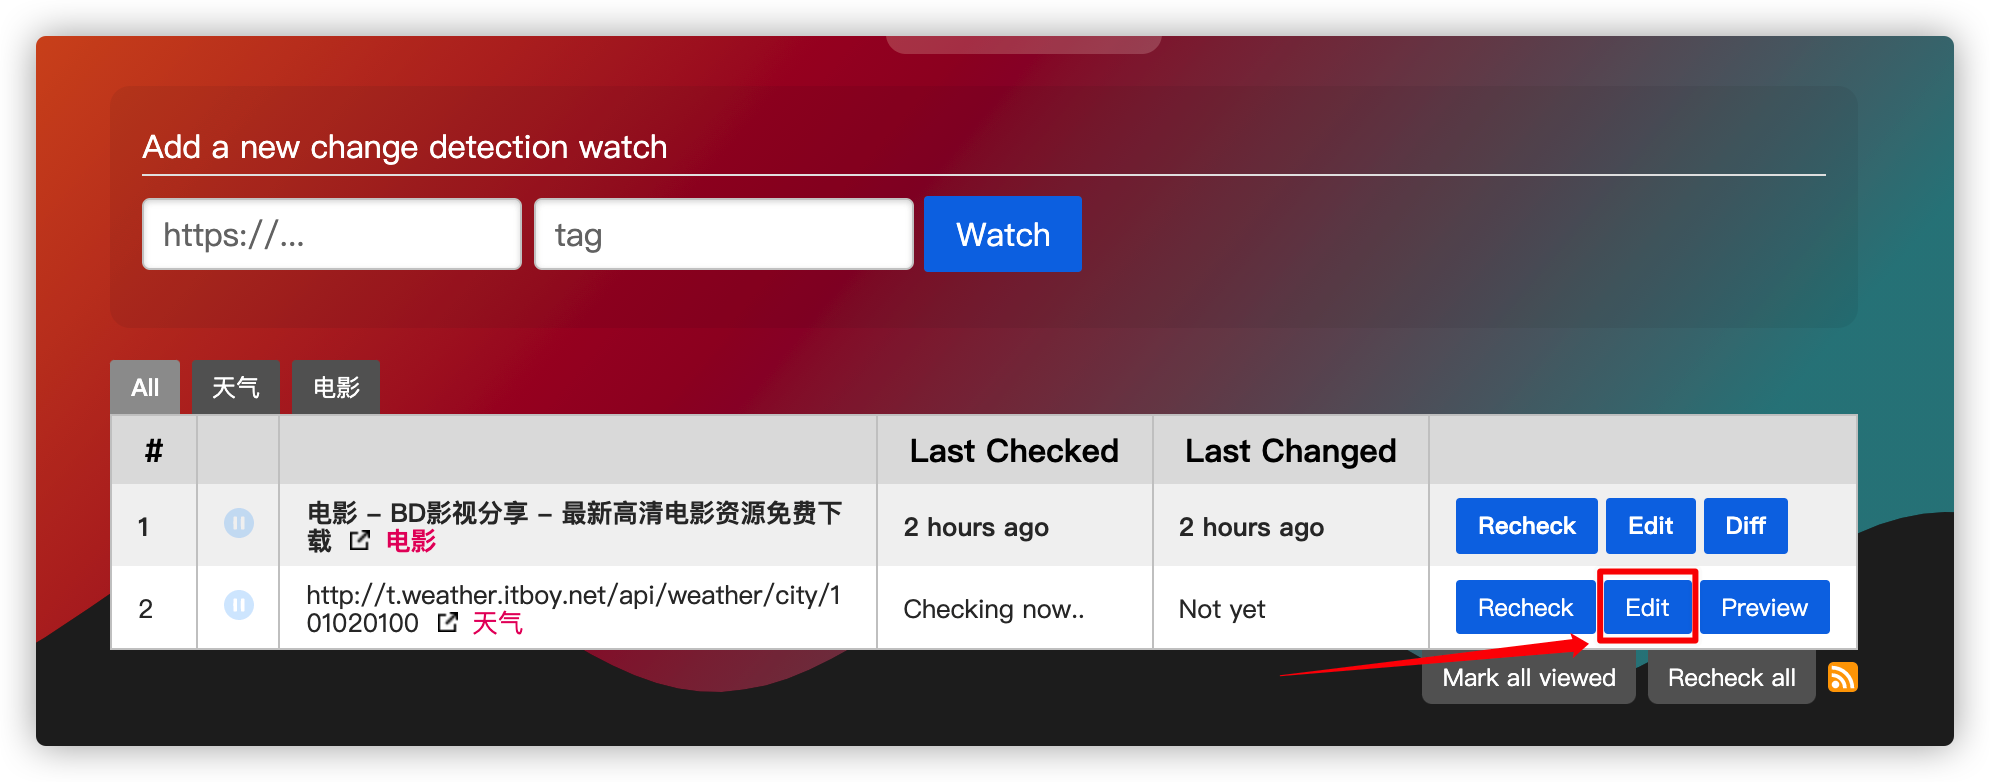 Add a new change detection watch
https://...
tag
Watch
All
天气
电影
#
Last Checked
Last Changed
1
电影 – BD影视分享 – 最新高清电影资源免费下
载 电影
2 hours ago
2 hours ago
Recheck
Edit
Diff
2
http://t.weather.itboy.net/api/weather/city/1
01020100 天气
Checking now..
Not yet
Recheck
Edit
Preview
Mark all viewed
Recheck all